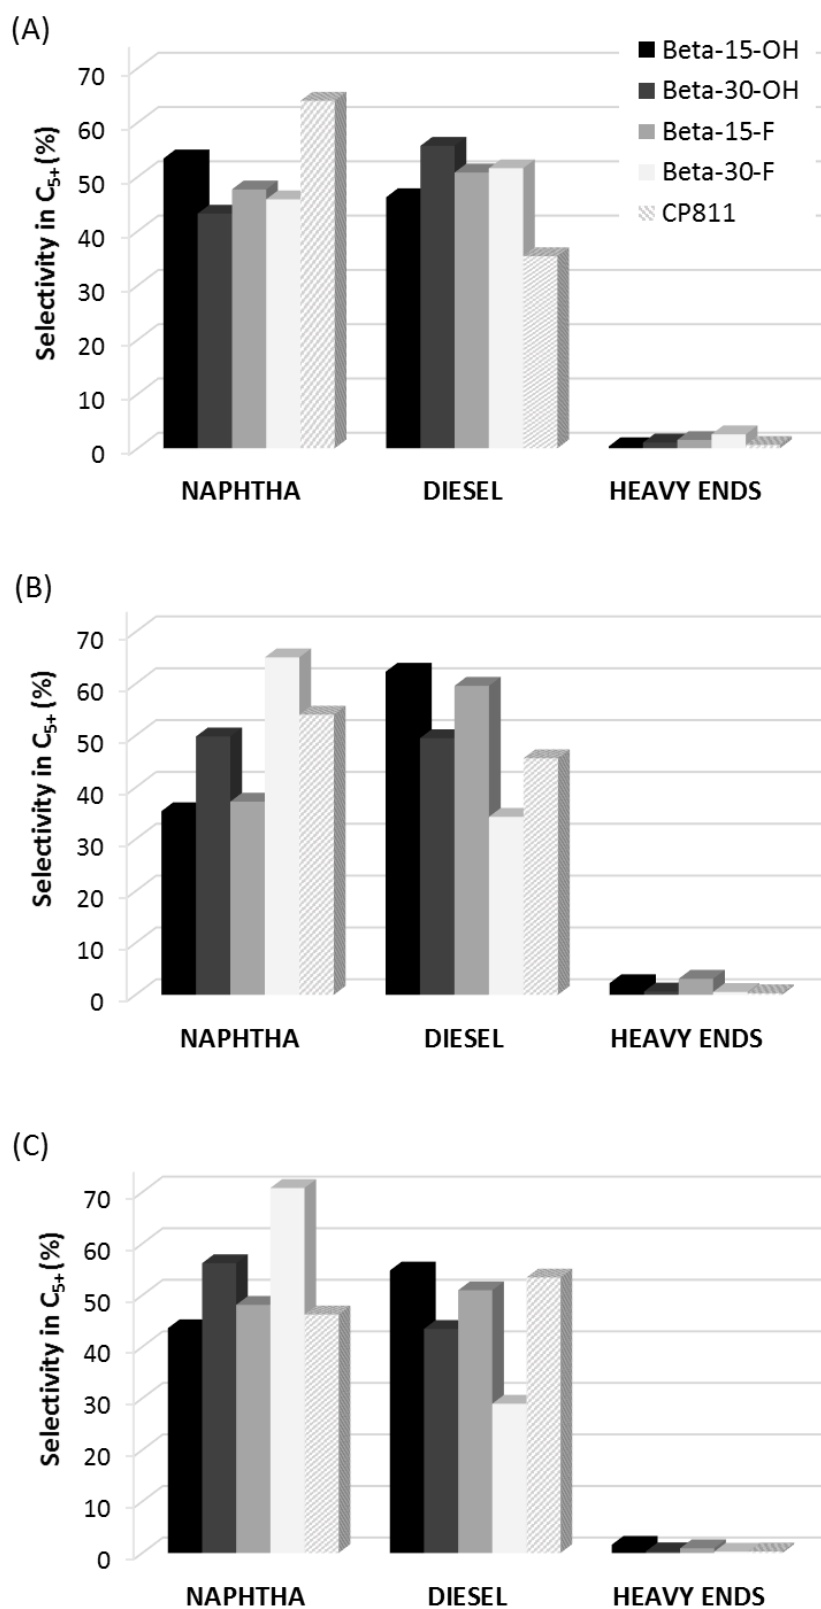 (A)
Selectivity in C5+ (%)
70
60
50
40
30
20
10
0
Beta-15-OH
Beta-30-OH
Beta-15-F
Beta-30-F
CP811
NAPHTHA DIESEL HEAVY ENDS
(B)
Selectivity in C5+ (%)
70
60
50
40
30
20
10
0
NAPHTHA DIESEL HEAVY ENDS
(C)
Selectivity in C5+ (%)
70
60
50
40
30
20
10
0
NAPHTHA DIESEL HEAVY ENDS